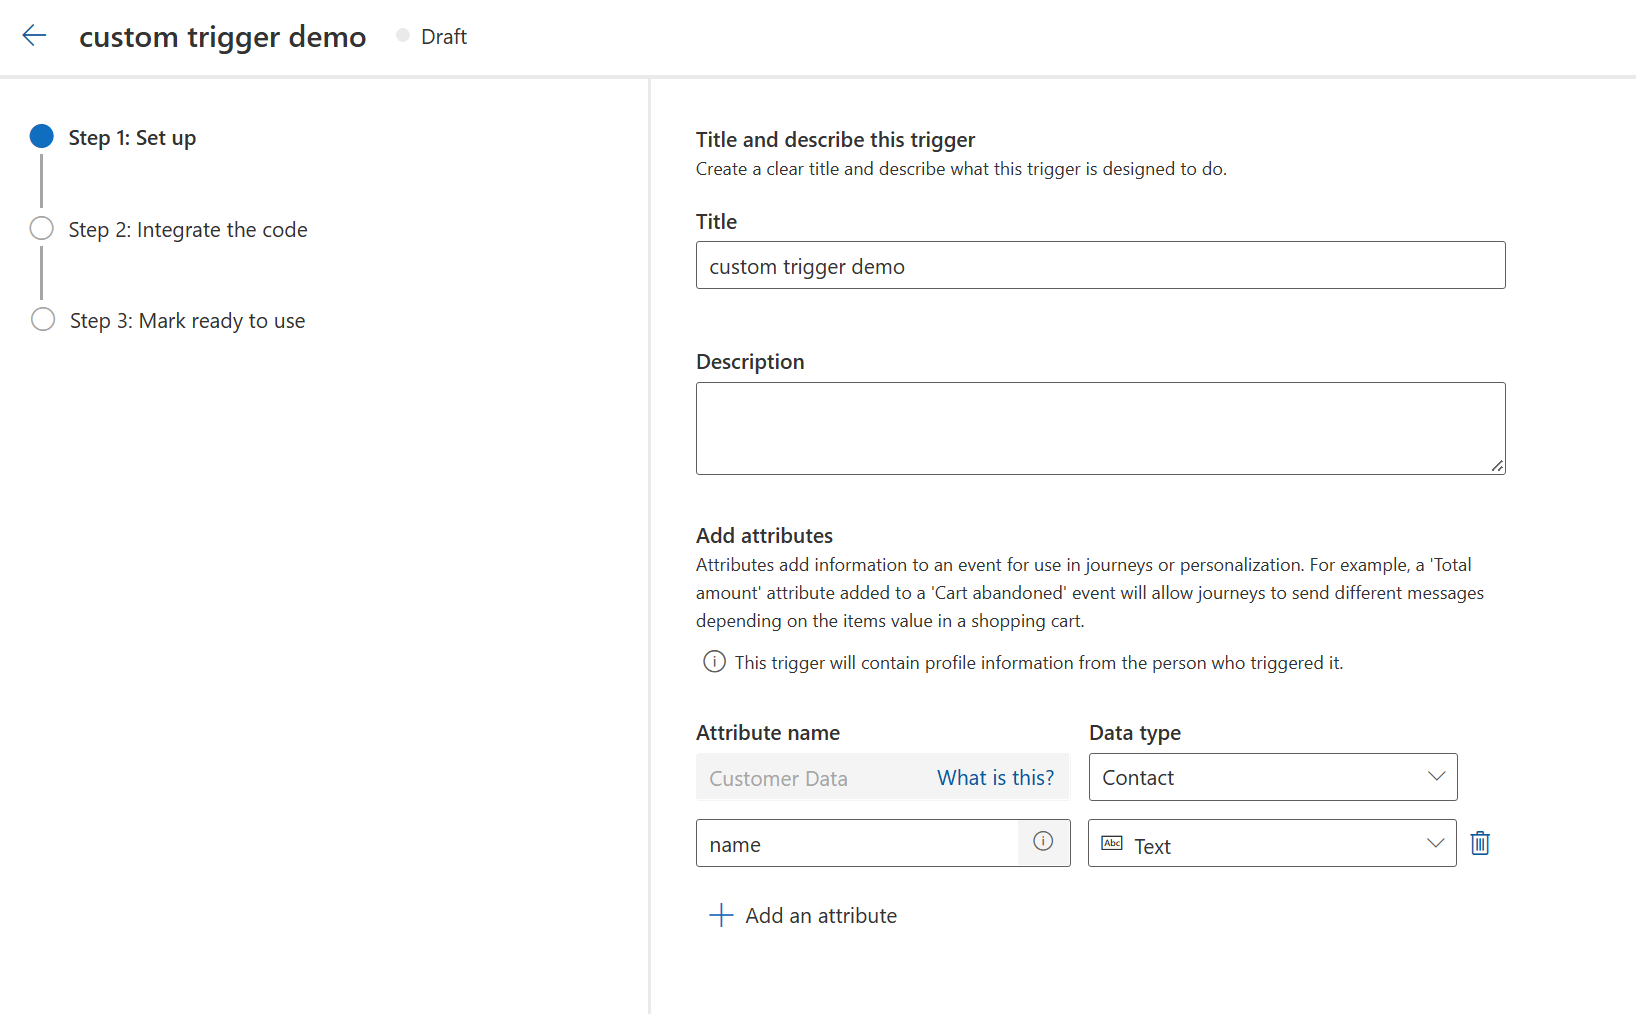 custom trigger demo
Draft
Step 1: Set up
Step 2: Integrate the code
Step 3: Mark ready to use
Title and describe this trigger
Create a clear title and describe what this trigger is designed to do.
Title
custom trigger demo
Description
Add attributes
Attributes add information to an event for use in journeys or personalization. For example, a 'Total
amount' attribute added to a 'Cart abandoned' event will allow journeys to send different messages
depending on the items value in a shopping cart.
This trigger will contain profile information from the person who triggered it.
Attribute name
Data type
Customer Data
What is this?
Contact
name
Abc
Text
Add an attribute